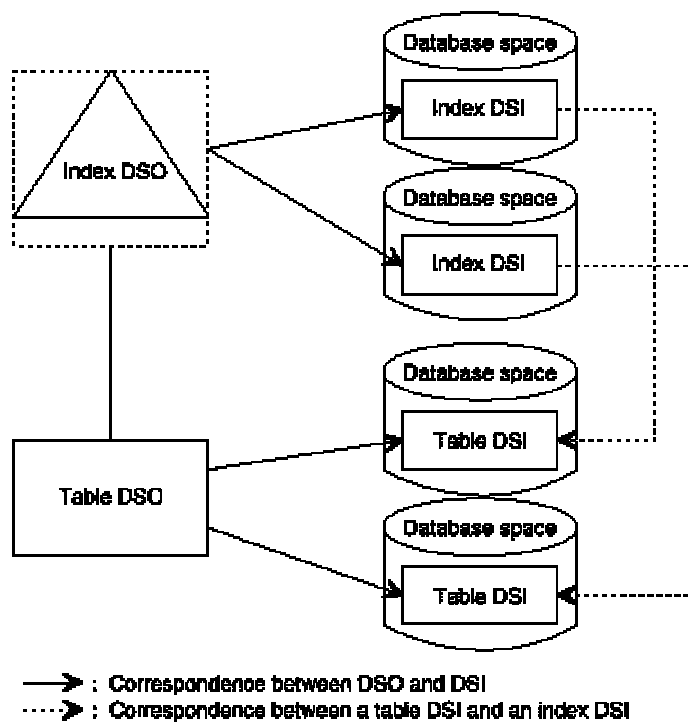 Database space
Index DSI
Index DSO
Database space
Index DSI
Database space
Table DSI
Table DSO
Database space
Table DSI
: Correspondence between DSO and DSI
: Correspondence between a table DSI and an index DSI